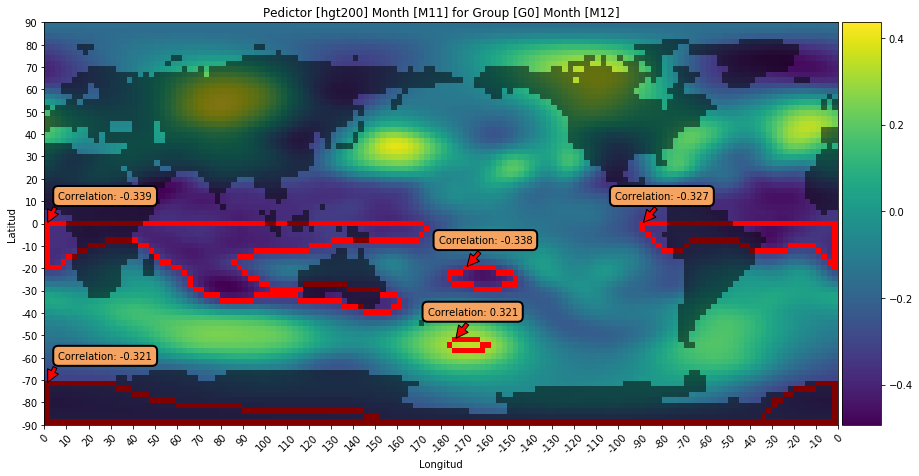 Pedictor [hgt200] Month [M11] for Group [G0] Month [M12]
90
80
70
60
50
40
30
20
10
0
-10
-20
-30
-40
-50
-60
-70
-80
-90
Latitud
Correlation: -0.339
Correlation: -0.327
Correlation: -0.338
Correlation: 0.321
Correlation: -0.321
0.4
0.2
0.0
-0.2
-0.4
0 10 20 30 40 50 60 70 80 90 100 110 120 130 140 150 160 170 -180 -170 -160 -150 -140 -130 -120 -110 -100 -90 -80 -70 -60 -50 -40 -30 -20 -10 0
Longitud